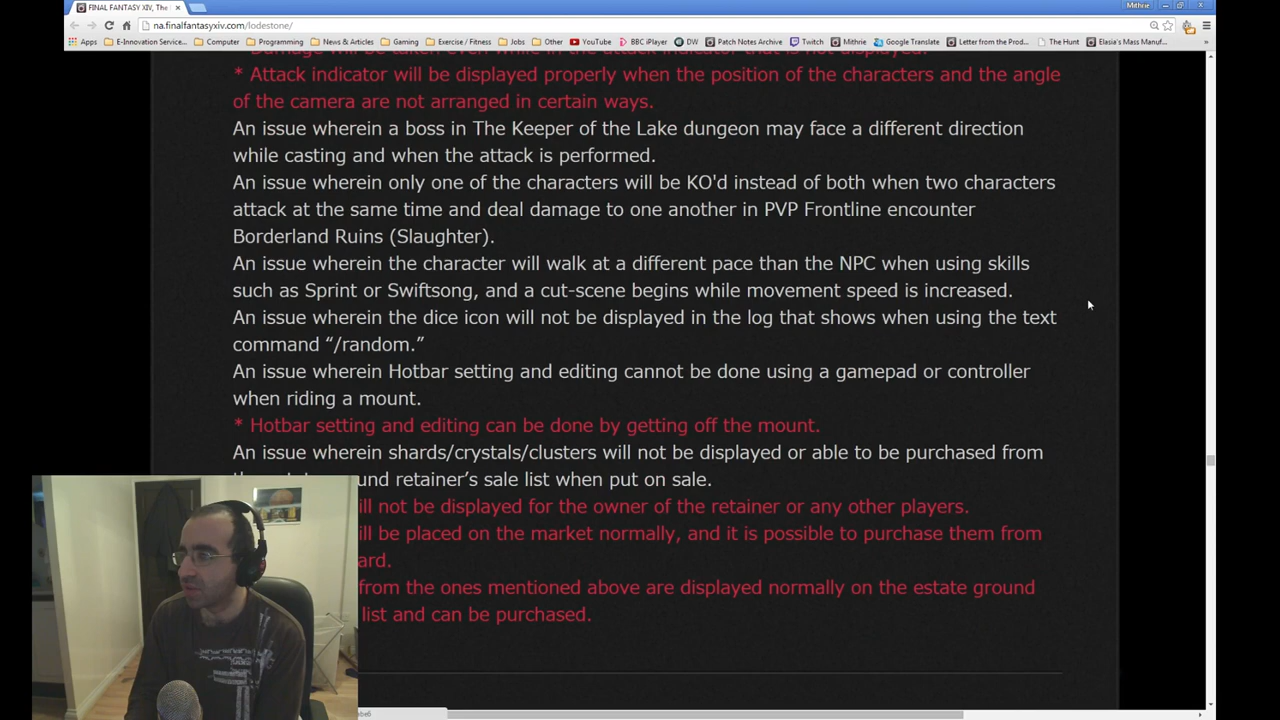 FINAL FANTASY XIV, The
Mithrie
na.finalfantasyxiv.com/lodestone/
Apps E-Innovation Service... Computer Programming News & Articles Gaming Exercise /Fitness Jobs Other YouTube BBC iPlayer DW Patch Notes Archive Twitch Mithrie Google Translate Letter from the Prod... The Hunt Elasia's Mass Manuf... »
* Attack indicator will be displayed properly when the position of the characters and the angle
of the camera are not arranged in certain ways.
An issue wherein a boss in The Keeper of the Lake dungeon may face a different direction
while casting and when the attack is performed.
An issue wherein only one of the characters will be KO'd instead of both when two characters
attack at the same time and deal damage to one another in PVP Frontline encounter
Borderland Ruins (Slaughter).
An issue wherein the character will walk at a different pace than the NPC when using skills
such as Sprint or Swiftsong, and a cut-scene begins while movement speed is increased.
An issue wherein the dice icon will not be displayed in the log that shows when using the text
command “/random.”
An issue wherein Hotbar setting and editing cannot be done using a gamepad or controller
when riding a mount.
* Hotbar setting and editing can be done by getting off the mount.
An issue wherein shards/crystals/clusters will not be displayed or able to be purchased from
und retainer’s sale list when put on sale.
ill not be displayed for the owner of the retainer or any other players.
ill be placed on the market normally, and it is possible to purchase them from
ard.
from the ones mentioned above are displayed normally on the estate ground
list and can be purchased.